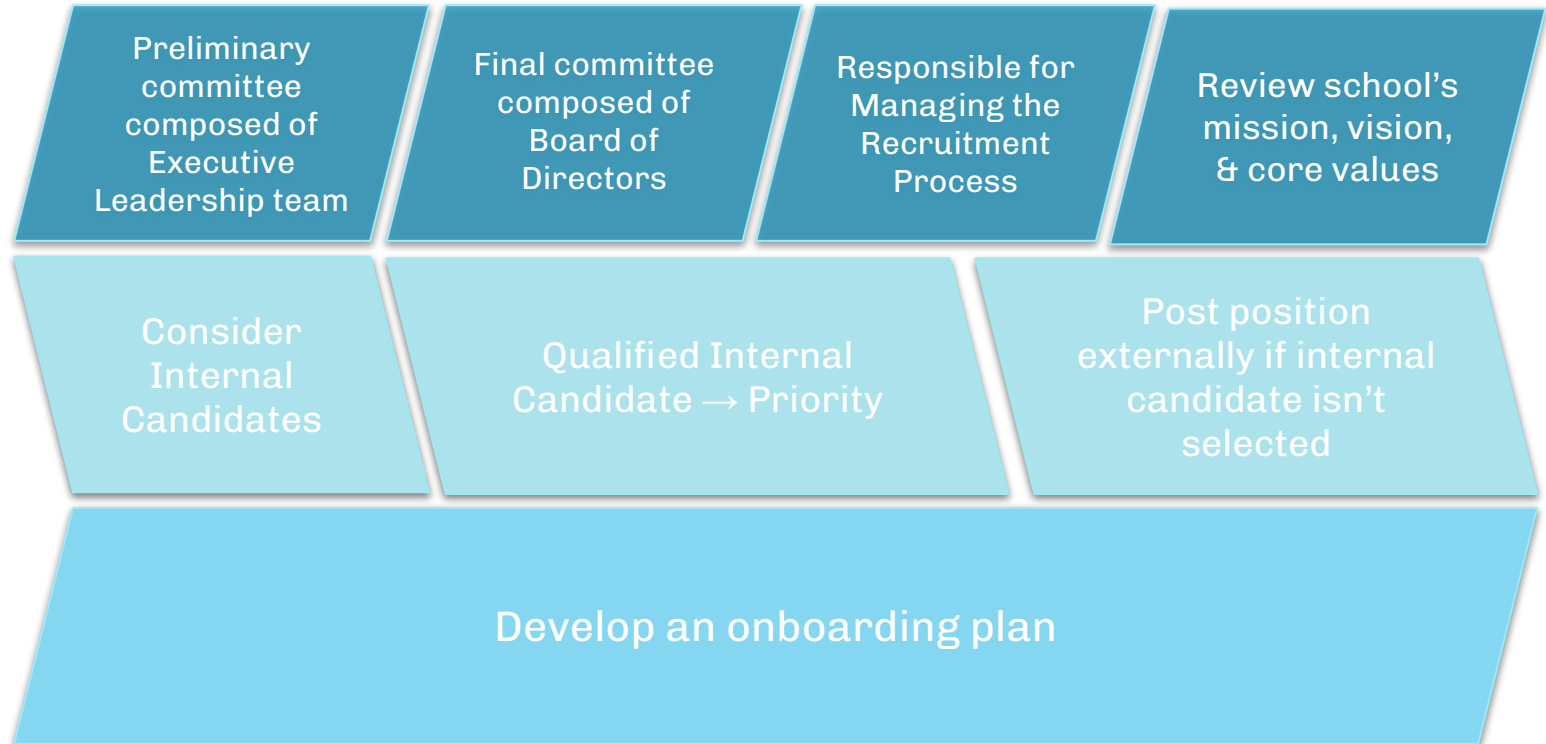 Preliminary
committee
composed of
Executive
Leadership team
Final committee
composed of
Board of
Directors
Responsible for
Managing the
Recruitment
Process
Review school’s
mission, vision,
& core values
Consider
Internal
Candidates
Qualified Internal
Candidate → Priority
Post position
externally if internal
candidate isn’t
selected
Develop an onboarding plan